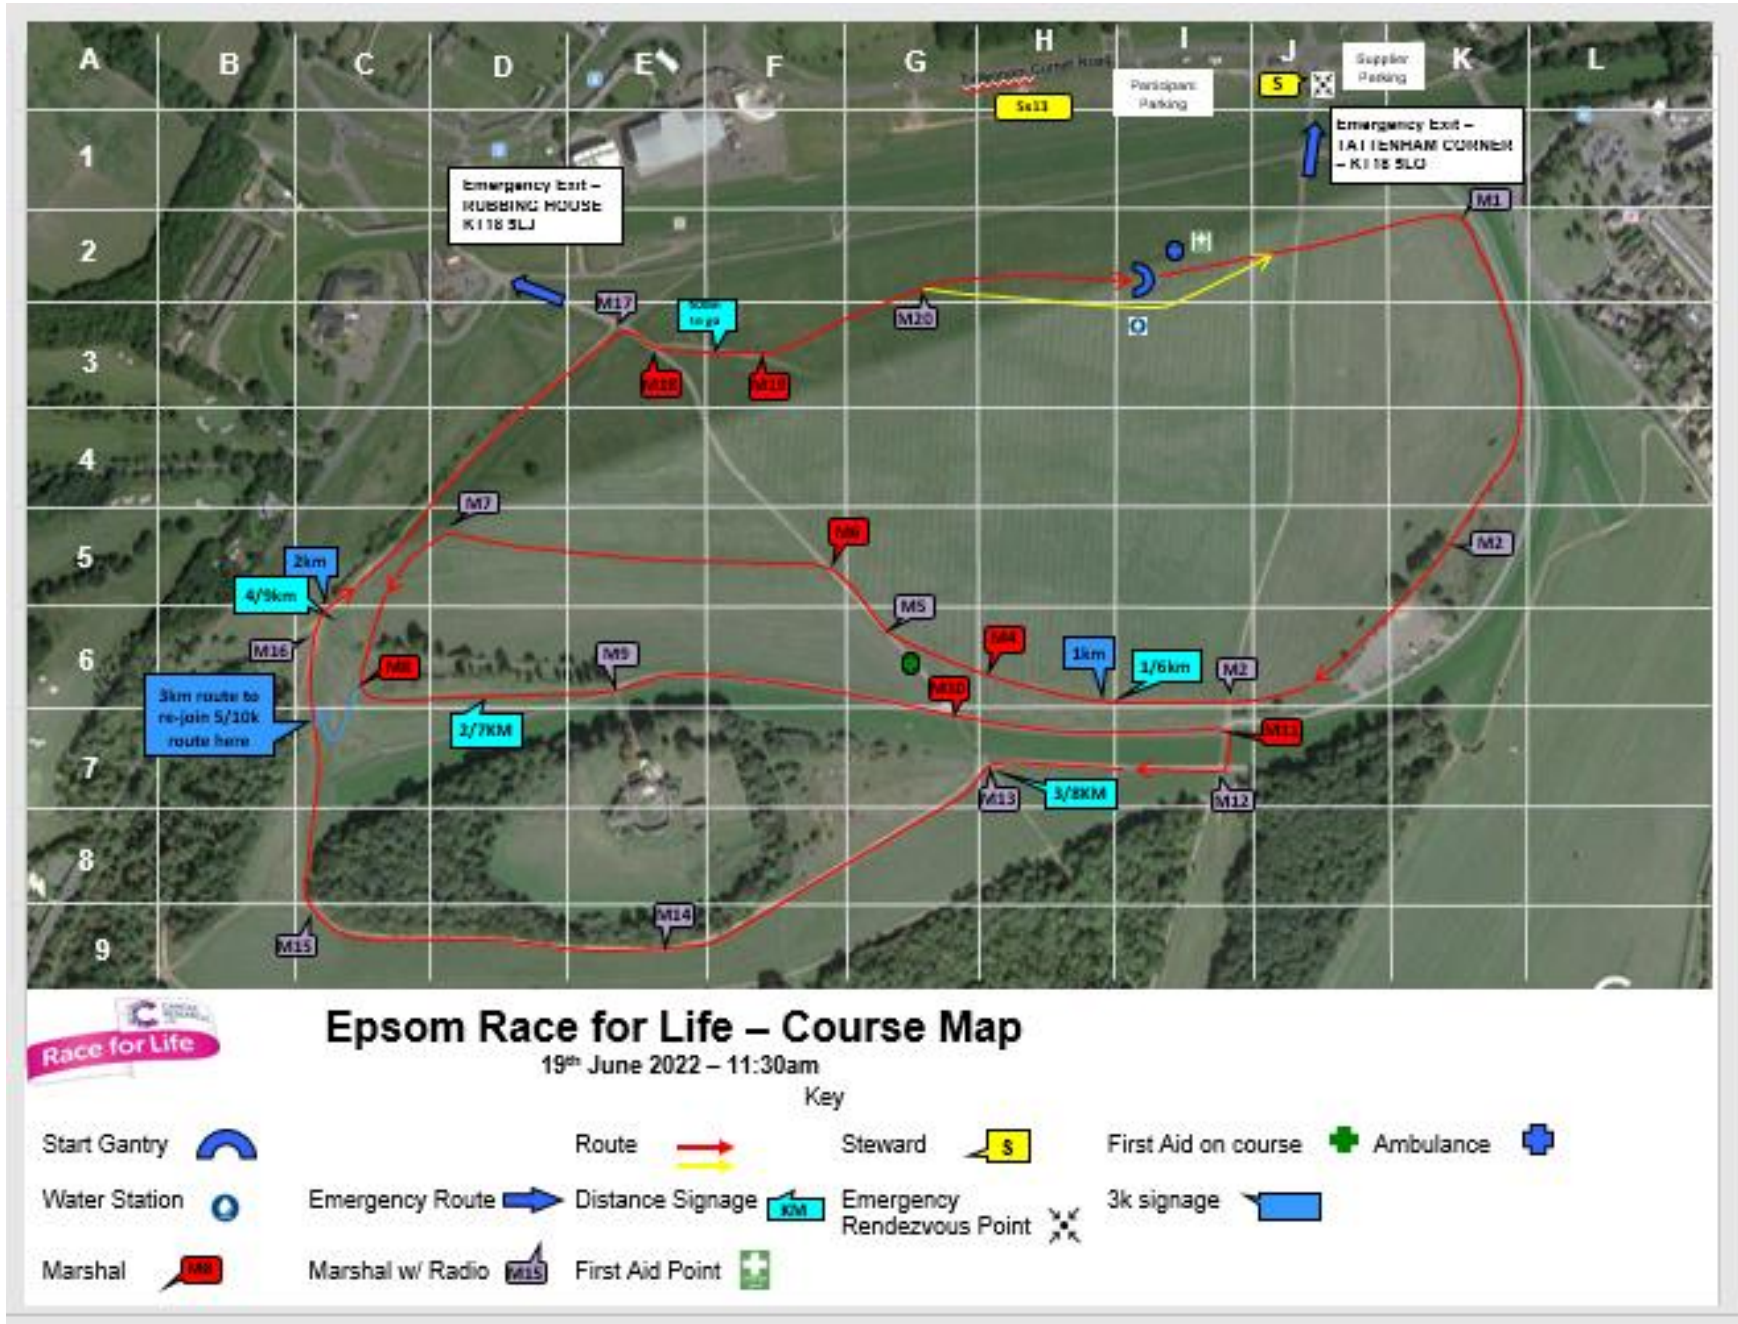 A B C D E F G H I J K L
Participant
Parking
Supplier
Parking
S
1
2
3
4
5
6
7
8
9
Emergency Exit –
TATTENHAM CORNER
Emergency Exit –
RUBBING HOUSE
M1
M17
M20
M18
M19
M7
M6
M2
2km
4/9km
M5
M16
M8
M9
M4
1km
1/6km
M2
3km route to
re-join 5/10k
route here
M10
2/7KM
M11
M13
3/8KM
M12
M14
M15
CANCER
RESEARCH
UK
Race for Life
Epsom Race for Life – Course Map
19th June 2022 – 11:30am
Key
Start Gantry
Route
Steward
S
First Aid on course
Ambulance
Water Station
Emergency Route
Distance Signage
KM
Emergency
Rendezvous Point
3k signage
Marshal
M8
Marshal w/ Radio
M15
First Aid Point